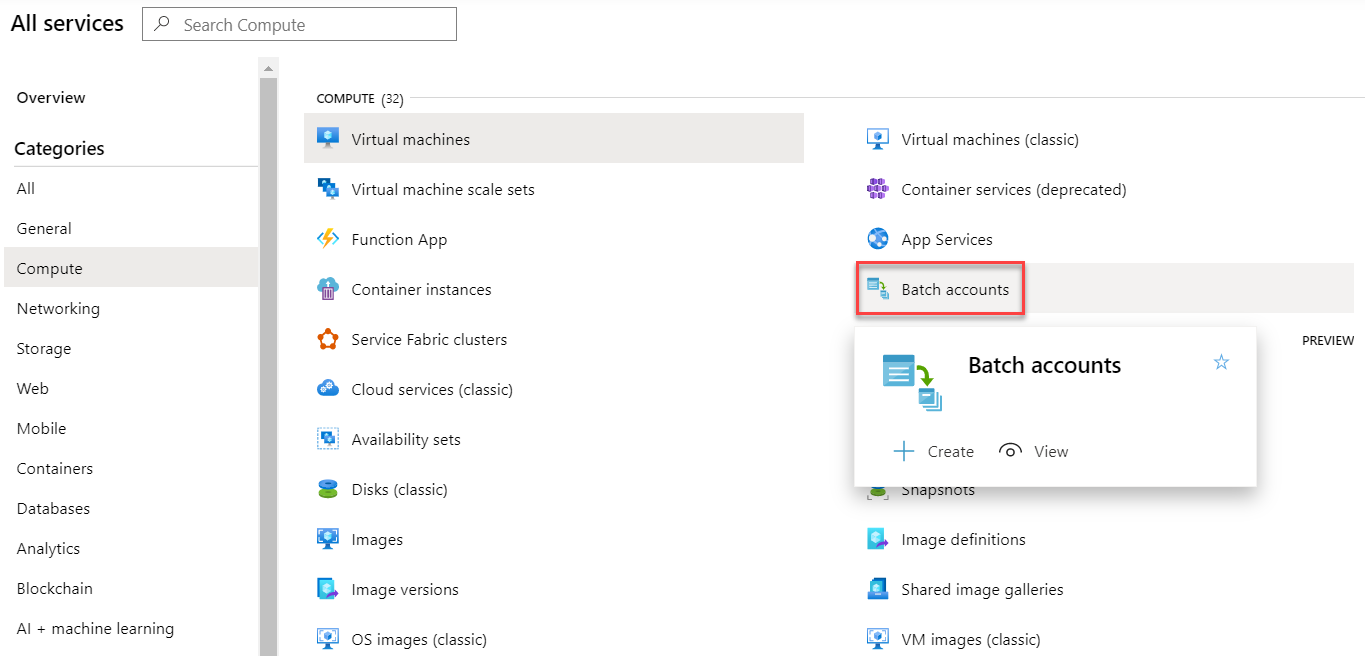 All services
Search Compute
Overview
Categories
All
General
Compute
Networking
Storage
Web
Mobile
Containers
Databases
Analytics
Blockchain
AI + machine learning
COMPUTE (32)
Virtual machines
Virtual machine scale sets
Function App
Container instances
Service Fabric clusters
Cloud services (classic)
Availability sets
Disks (classic)
Images
Image versions
OS images (classic)
Virtual machines (classic)
Container services (deprecated)
App Services
Batch accounts
PREVIEW
Batch accounts
Create
View
Snapshots
Image definitions
Shared image galleries
VM images (classic)